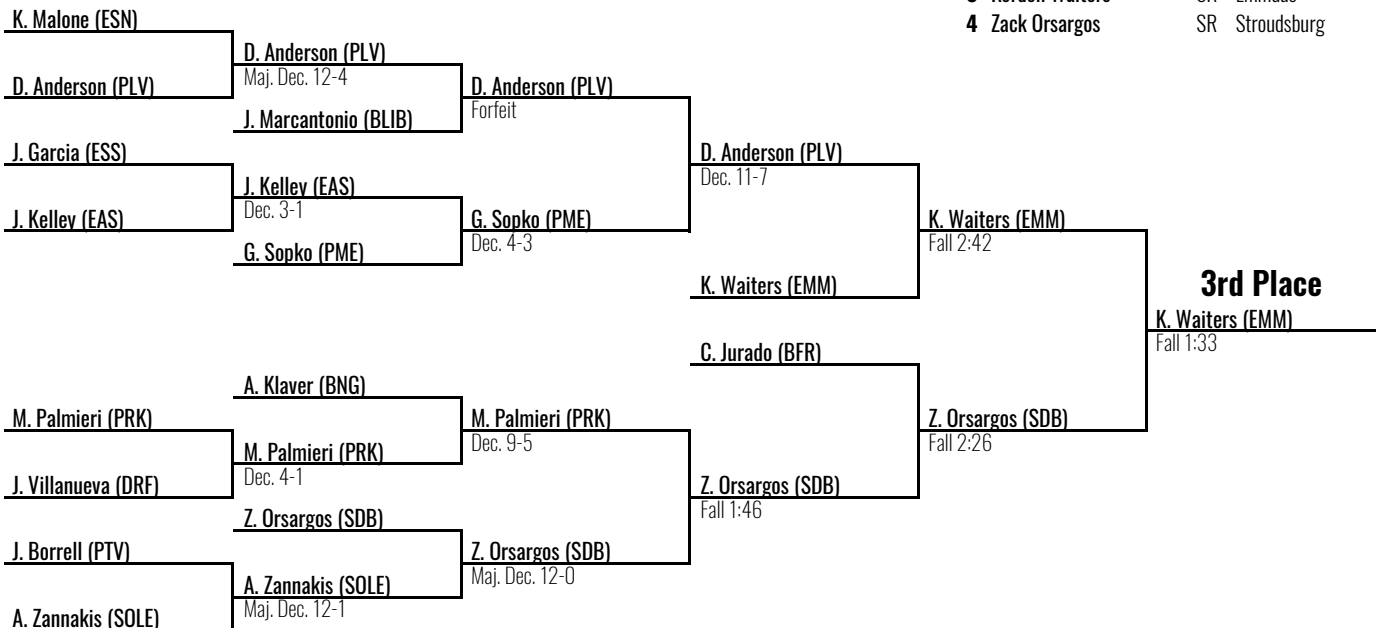 K. Malone (ESN)
4 Zack Orsargos SR Stroudsburg
D. Anderson (PLV)
Maj. Dec. 12-4
D. Anderson (PLV)
D. Anderson (PLV)
Forfeit
J. Marcantonio (BLIB)
J. Garcia (ESS)
D. Anderson (PLV)
Dec. 11-7
J. Kelley (EAS)
Dec. 3-1
J. Kelley (EAS)
G. Sopko (PME)
Dec. 4-3
K. Waiters (EMM)
Fall 2:42
G. Sopko (PME)
K. Waiters (EMM)
3rd Place
K. Waiters (EMM)
Fall 1:33
C. Jurado (BFR)
A. Klaver (BNG)
M. Palmieri (PRK)
M. Palmieri (PRK)
Dec. 9-5
Z. Orsargos (SDB)
Fall 2:26
M. Palmieri (PRK)
Dec. 4-1
J. Villanueva (DRF)
Z. Orsargos (SDB)
Fall 1:46
Z. Orsargos (SDB)
J. Borrell (PTV)
Z. Orsargos (SDB)
Maj. Dec. 12-0
A. Zannakis (SOLE)
Maj. Dec. 12-1
A. Zannakis (SOLE)